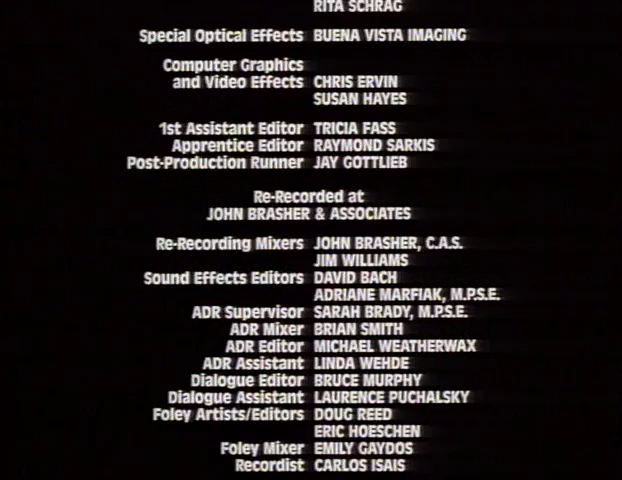 RITA SCHRAG
Special Optical Effects BUENA VISTA IMAGING
Computer Graphics
and Video Effects CHRIS ERVIN
SUSAN HAYES
1st Assistant Editor TRICIA FASS
Apprentice Editor RAYMOND SARKIS
Post-Production Runner JAY GOTTLIEB
Re-Recorded at
JOHN BRASHER & ASSOCIATES
Re-Recording Mixers JOHN BRASHER, C.A.S.
JIM WILLIAMS
Sound Effects Editors DAVID BACH
ADRIANE MARFIAK, M.P.S.E.
ADR Supervisor SARAH BRADY, M.P.S.E.
ADR Mixer BRIAN SMITH
ADR Editor MICHAEL WEATHERWAX
ADR Assistant LINDA WEHDE
Dialogue Editor BRUCE MURPHY
Dialogue Assistant LAURENCE PUCHALSKY
Foley Artists/Editors DOUG REED
ERIC HOESCHEN
Foley Mixer EMILY GAYDOS
Recordist CARLOS ISAIS